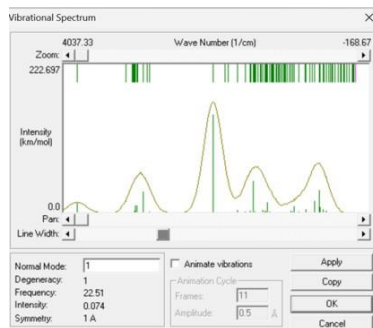 Vibrational Spectrum
4037.33 Wave Number (1/cm) -168.67
Zoom:
222.697
Intensity
(km/mol)
0.0
Pan:
Line Width:
Normal Mode: 1
Degeneracy: 1
Frequency: 22.51
Intensity: 0.074
Symmetry: 1 A
Animate vibrations
Animation Cycle
Frames: 11
Amplitude: 0.5 Å
Apply
Copy
OK
Cancel